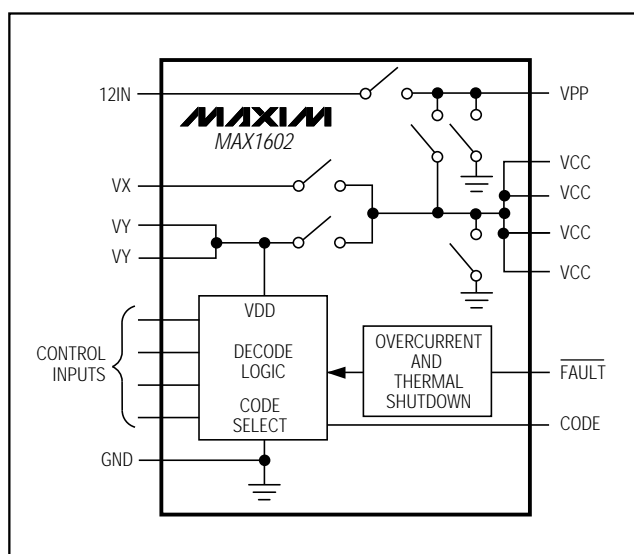 12IN
VPP
MAXIM
MAX1602
VCC
VX
VCC
VY
VCC
VY
VCC
VDD
CONTROL
INPUTS
DECODE
LOGIC
OVERCURRENT
AND
THERMAL
SHUTDOWN
FAULT
CODE
SELECT
CODE
GND